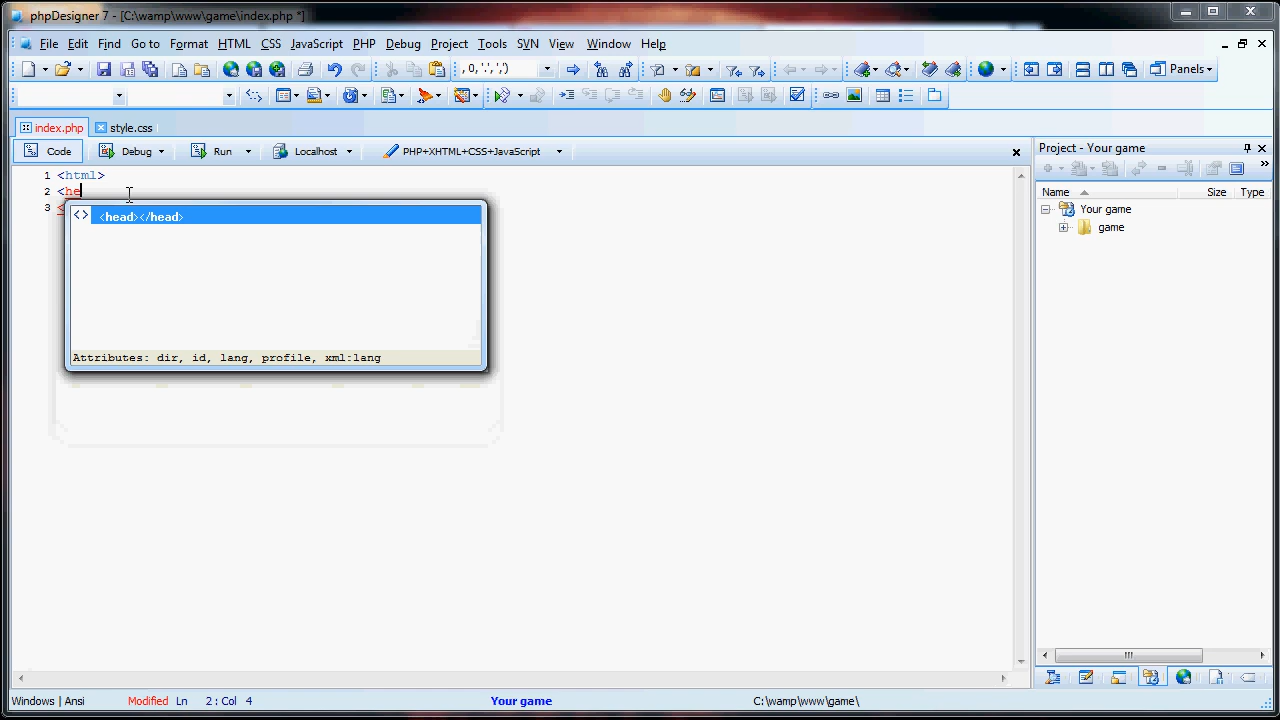 phpDesigner 7 - [C:\wamp\www\game\index.php *]
File Edit Find Go to Format HTML CSS JavaScript PHP Debug Project Tools SVN View Window Help
, 0,'.',',')
Panels
index.php style.css
Code Debug Run Localhost PHP+XHTML+CSS+JavaScript
Project - Your game
Name Size Type
Your game
game
1 <html>
2 <he
3 <
<> <head></head>
Attributes: dir, id, lang, profile, xml:lang
Windows | Ansi Modified Ln 2 : Col 4 Your game C:\wamp\www\game\